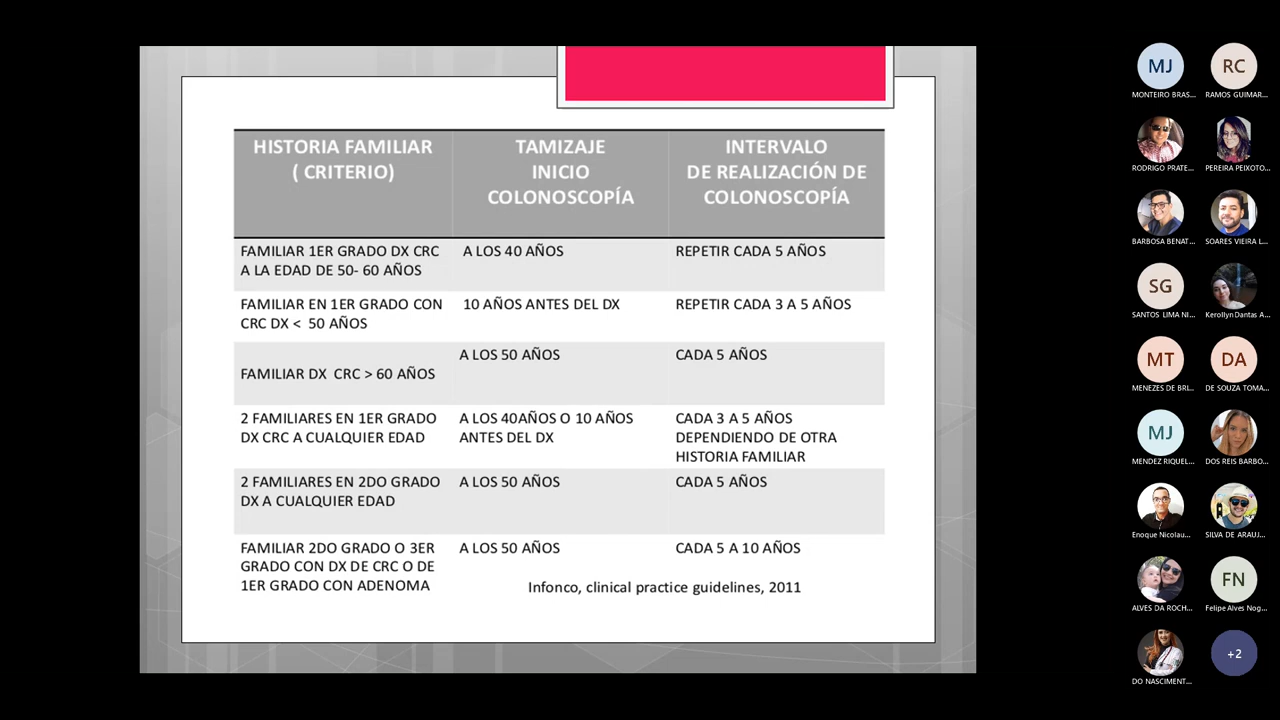 HISTORIA FAMILIAR
( CRITERIO)
TAMIZAJE
INICIO
COLONOSCOPÍA
INTERVALO
DE REALIZACIÓN DE
COLONOSCOPÍA
FAMILIAR 1ER GRADO DX CRC
A LA EDAD DE 50- 60 AÑOS
A LOS 40 AÑOS
REPETIR CADA 5 AÑOS
FAMILIAR EN 1ER GRADO CON
CRC DX < 50 AÑOS
10 AÑOS ANTES DEL DX
REPETIR CADA 3 A 5 AÑOS
FAMILIAR DX CRC > 60 AÑOS
A LOS 50 AÑOS
CADA 5 AÑOS
2 FAMILIARES EN 1ER GRADO
DX CRC A CUALQUIER EDAD
A LOS 40AÑOS O 10 AÑOS
ANTES DEL DX
CADA 3 A 5 AÑOS
DEPENDIENDO DE OTRA
HISTORIA FAMILIAR
2 FAMILIARES EN 2DO GRADO
DX A CUALQUIER EDAD
A LOS 50 AÑOS
CADA 5 AÑOS
FAMILIAR 2DO GRADO O 3ER
GRADO CON DX DE CRC O DE
1ER GRADO CON ADENOMA
A LOS 50 AÑOS
CADA 5 A 10 AÑOS
Infonco, clinical practice guidelines, 2011
MJ
MONTEIRO BRAS...
RC
RAMOS GUIMAR...
RODRIGO PRATE...
PEREIRA PEIXOTO...
BARBOSA BENAT...
SOARES VIEIRA L...
SG
SANTOS LIMA NI...
Kerollyn Dantas A...
MT
MENEZES DE BRI...
DA
DE SOUZA TOMA...
MJ
MENDEZ RIQUEL...
DOS REIS BARBO...
Enoque Nicolau...
SILVA DE ARAUJ...
ALVES DA ROCH...
FN
Felipe Alves Nog...
DO NASCIMENT...
+2